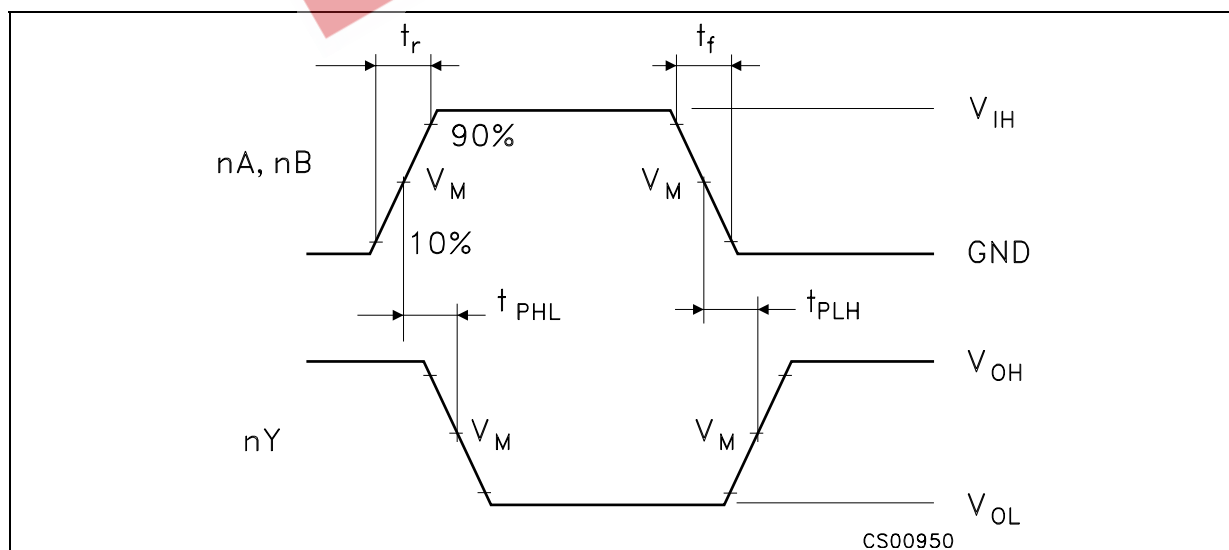 tr
tf
VIH
90%
nA, nB
VM
VM
10%
GND
tPHL
tPLH
VOH
nY
VM
VM
VOL
CS00950